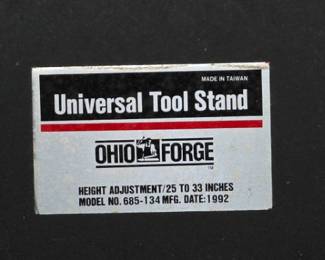 MADE IN TAIWAN
Universal Tool Stand
OHIO FORGE
TM
HEIGHT ADJUSTMENT/25 TO 33 INCHES
MODEL NO. 685-134 MFG. DATE:1992